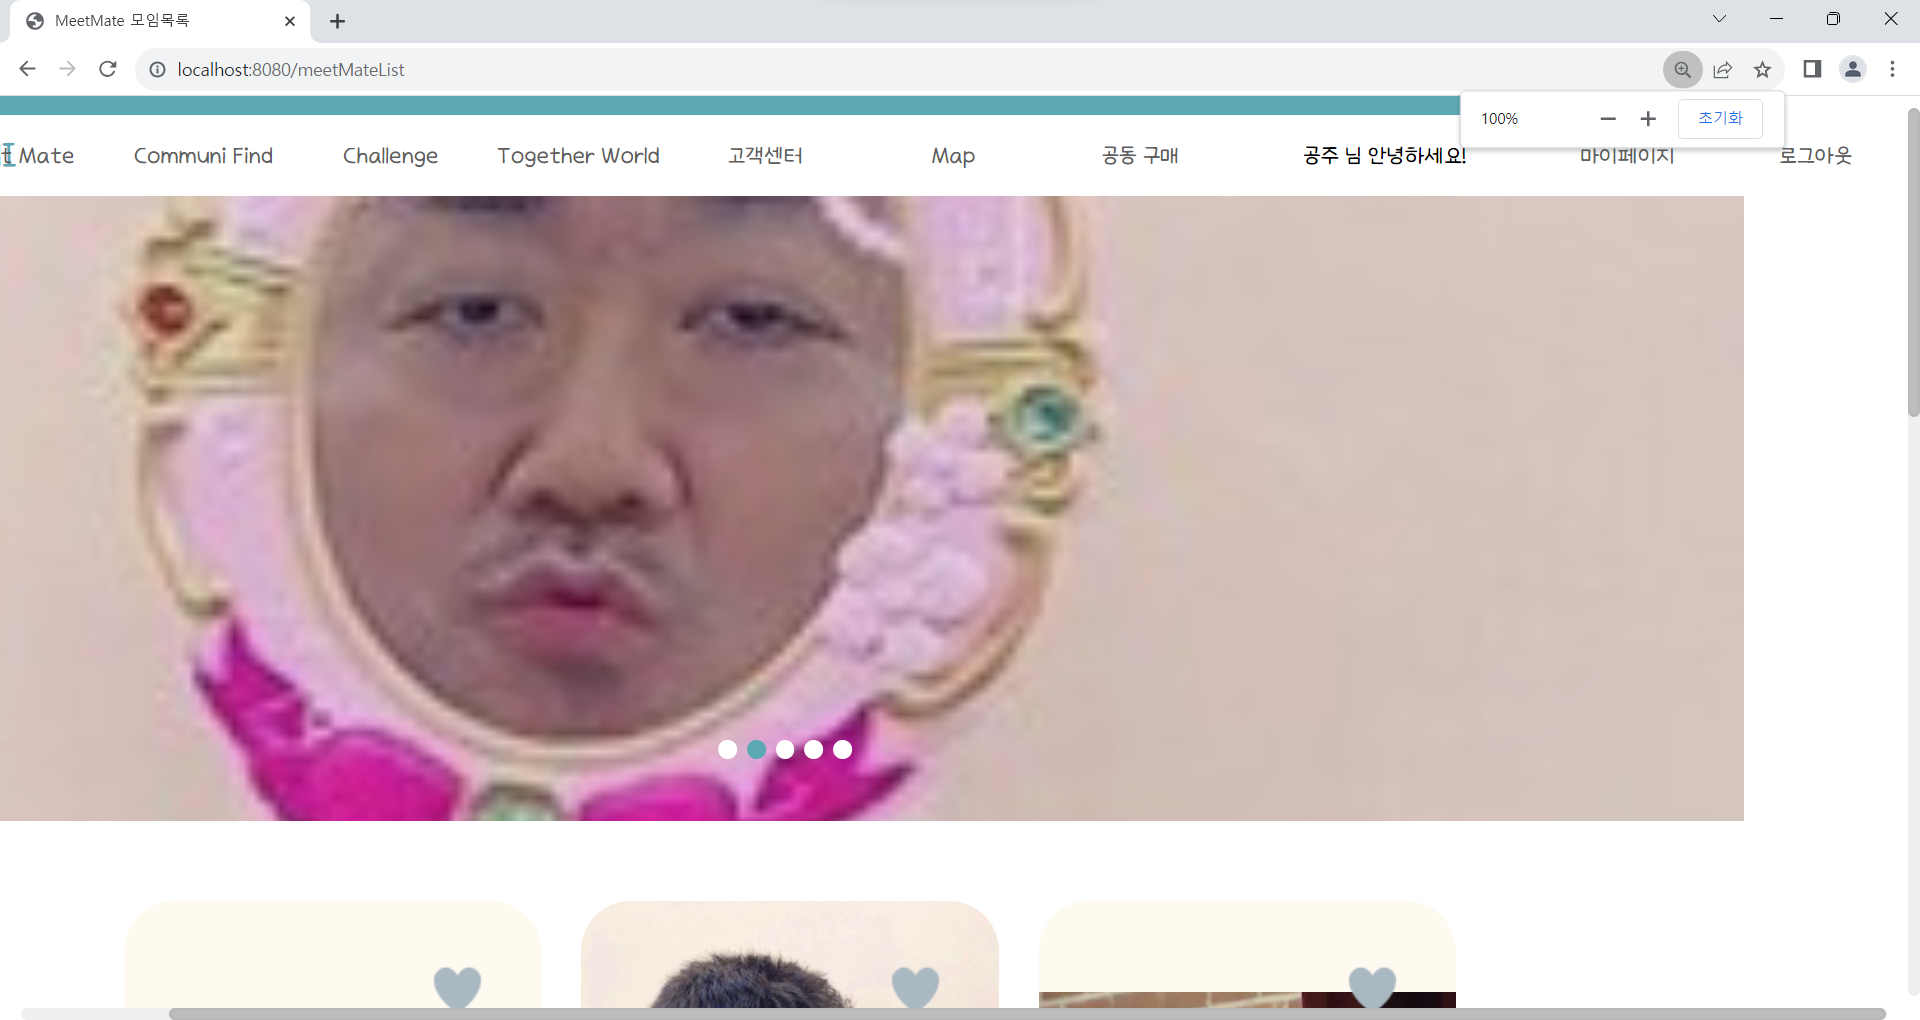 MeetMate 모임목록
localhost:8080/meetMateList
100%
초기화
t Mate
Communi Find
Challenge
Together World
고객센터
Map
공동 구매
공주 님 안녕하세요!
마이페이지
로그아웃